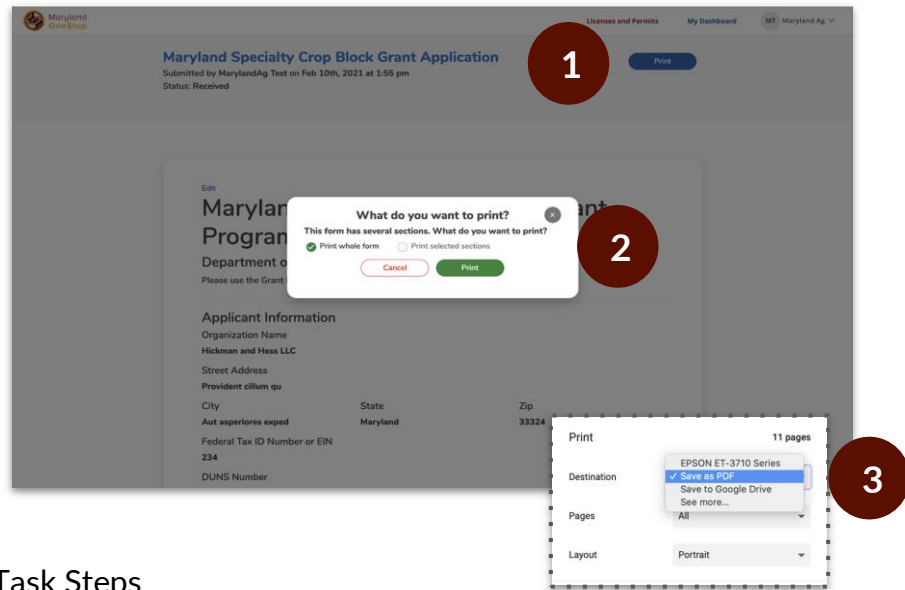 Maryland
OneStop
Licenses and Permits
My Dashboard
MT Maryland Ag
Maryland Specialty Crop Block Grant Application
Submitted by MarylandAg Test on Feb 10th, 2021 at 1:55 pm
Status: Received
Print
1
Edit
Marylan
ant
Program
Department o
Please use the Grant
What do you want to print?
This form has several sections. What do you want to print?
Print whole form
Print selected sections
Cancel
Print
2
Applicant Information
Organization Name
Hickman and Hess LLC
Street Address
Provident cillum qu
City State Zip
Aut asperiores exped Maryland 33324
Federal Tax ID Number or EIN
234
DUNS Number
Print 11 pages
EPSON ET-3710 Series
Destination ✓ Save as PDF
Save to Google Drive
See more...
Pages All
Layout Portrait
3
Task Steps